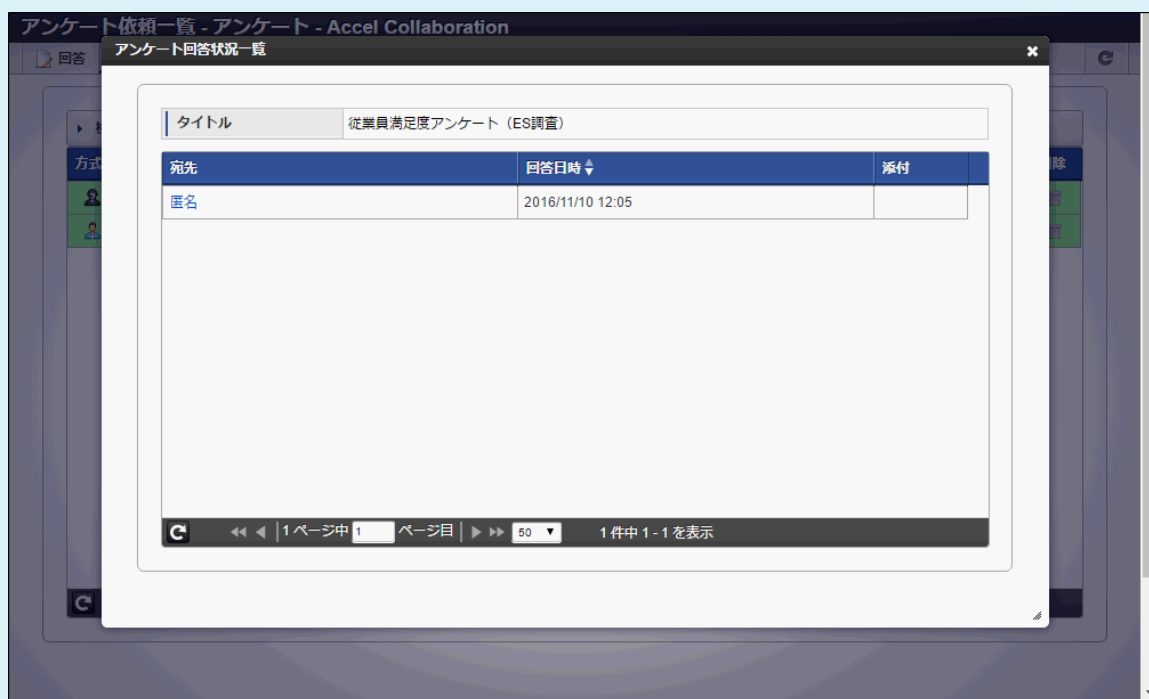 アンケート依頼一覧 - アンケート - Accel Collaboration
アンケート回答状況一覧
回答
タイトル 従業員満足度アンケート（ES調査）
方式
宛先 回答日時 添付
除
匿名 2016/11/10 12:05
1 ページ中 1 ページ目 50 1 件中 1 - 1 を表示